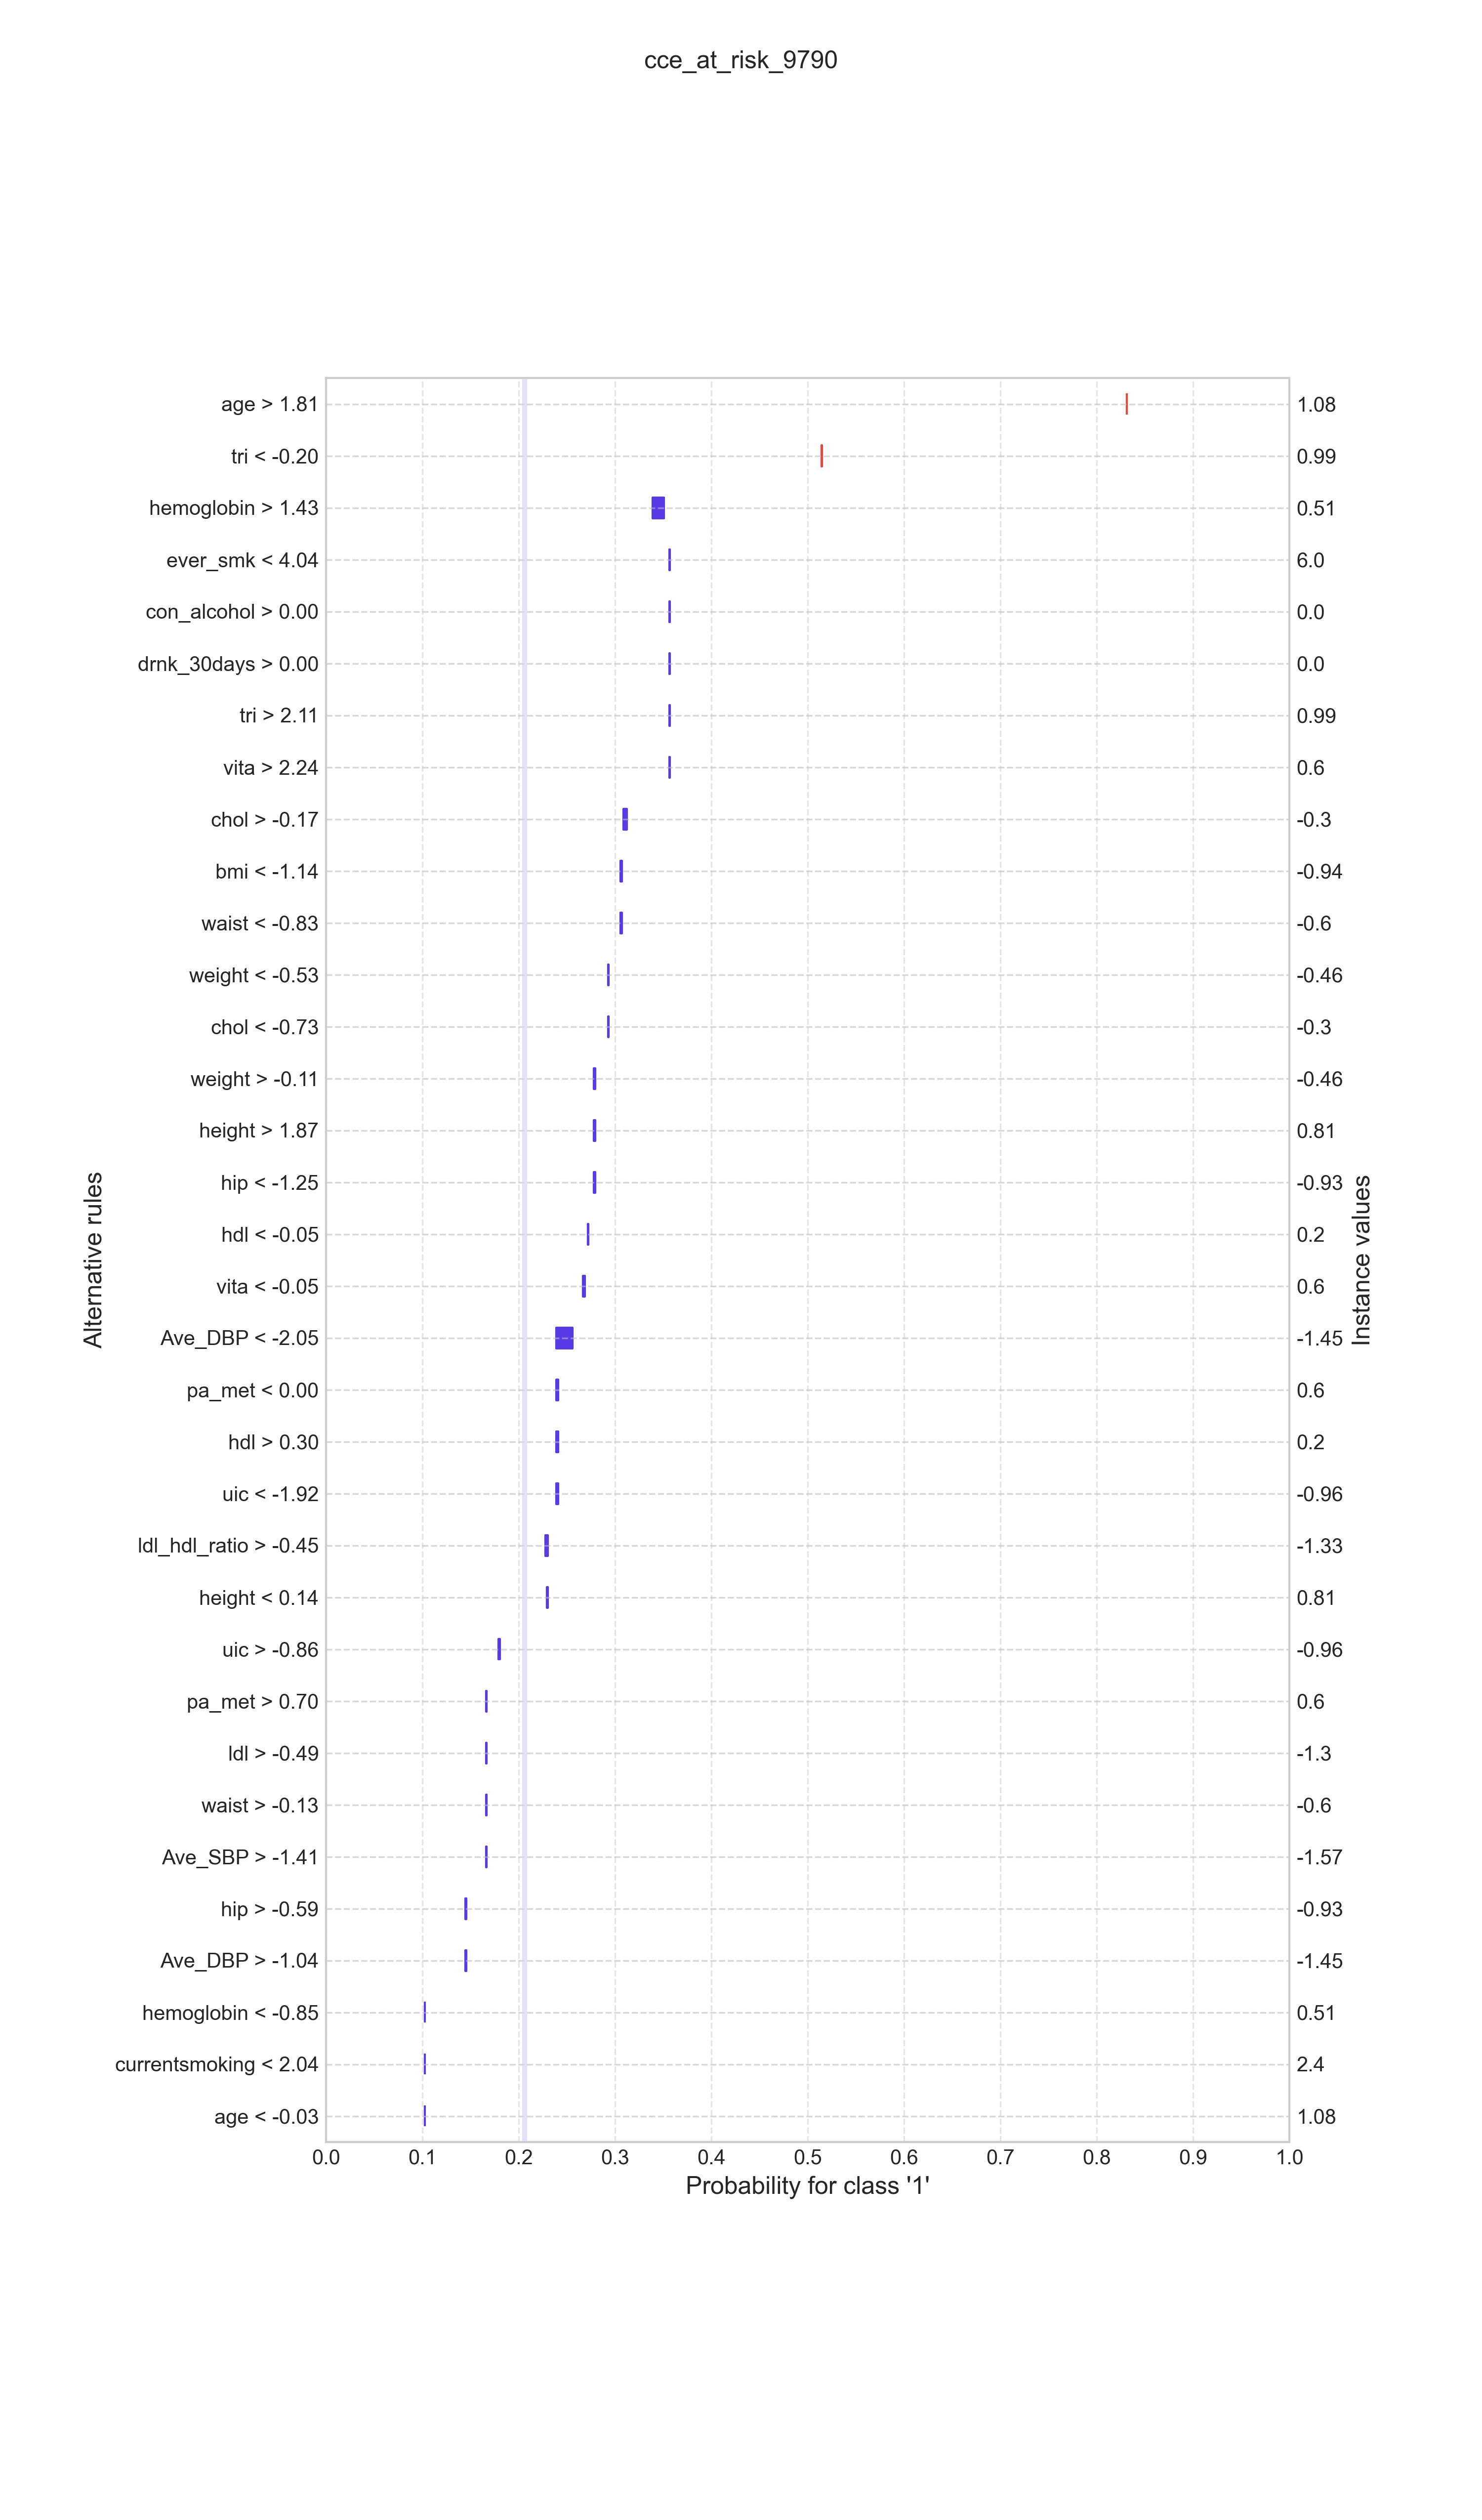 cce_at_risk_9790
age > 1.81 1.08
tri < -0.20 0.99
hemoglobin > 1.43 0.51
ever_smk < 4.04 6.0
con_alcohol > 0.00 0.0
drnk_30days > 0.00 0.0
tri > 2.11 0.99
vita > 2.24 0.6
chol > -0.17 -0.3
bmi < -1.14 -0.94
waist < -0.83 -0.6
weight < -0.53 -0.46
chol < -0.73 -0.3
weight > -0.11 -0.46
height > 1.87 0.81
hip < -1.25 -0.93
hdl < -0.05 0.2
vita < -0.05 0.6
Ave_DBP < -2.05 -1.45
pa_met < 0.00 0.6
hdl > 0.30 0.2
uic < -1.92 -0.96
ldl_hdl_ratio > -0.45 -1.33
height < 0.14 0.81
uic > -0.86 -0.96
pa_met > 0.70 0.6
ldl > -0.49 -1.3
waist > -0.13 -0.6
Ave_SBP > -1.41 -1.57
hip > -0.59 -0.93
Ave_DBP > -1.04 -1.45
hemoglobin < -0.85 0.51
currentsmoking < 2.04 2.4
age < -0.03 1.08
Alternative rules
Instance values
0.0 0.1 0.2 0.3 0.4 0.5 0.6 0.7 0.8 0.9 1.0
Probability for class '1'